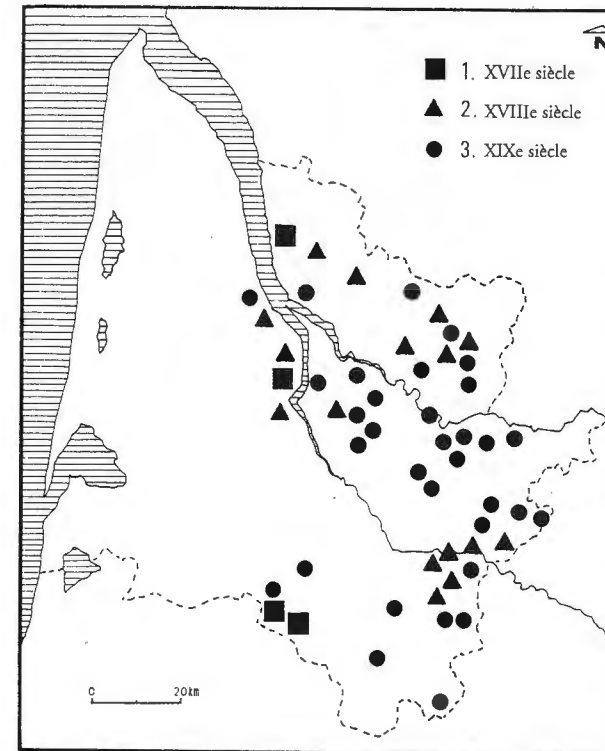 N
1. XVIIe siècle
2. XVIIIe siècle
3. XIXe siècle
0 20km